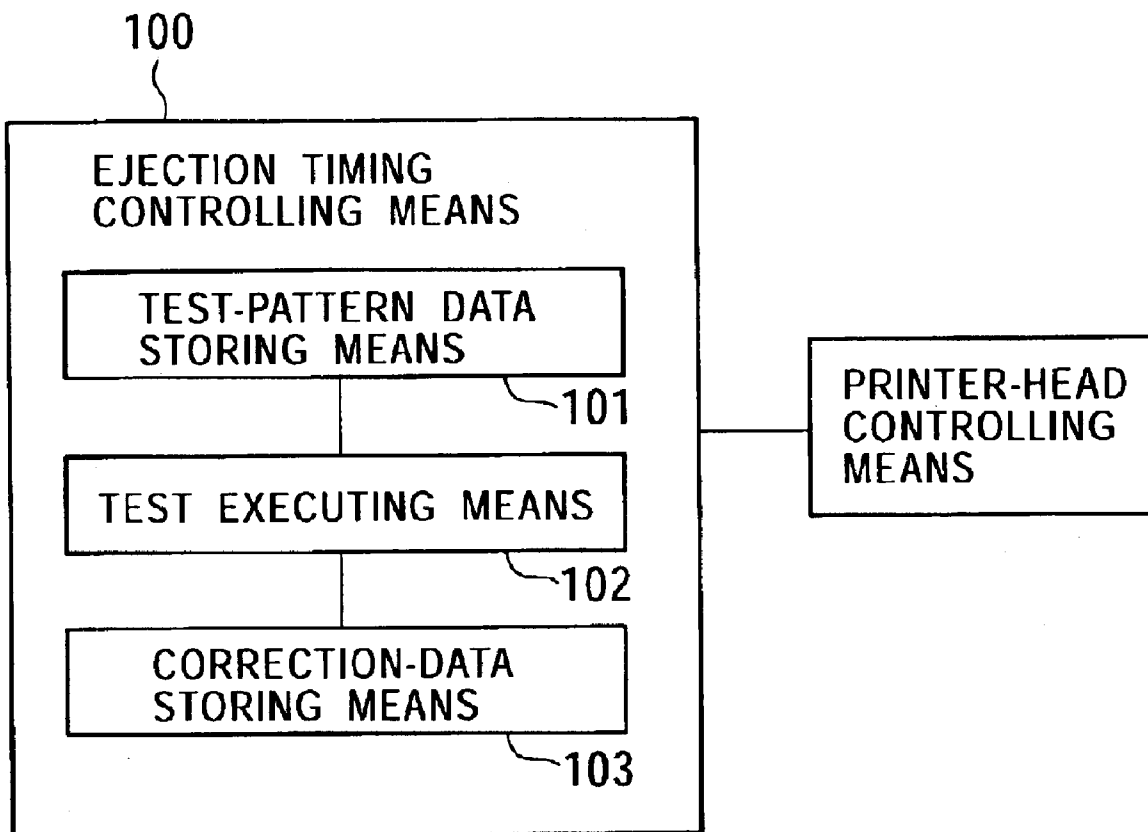 100
EJECTION TIMING
CONTROLLING MEANS
TEST-PATTERN DATA
STORING MEANS
101
TEST EXECUTING MEANS
102
CORRECTION-DATA
STORING MEANS
103
PRINTER-HEAD
CONTROLLING
MEANS